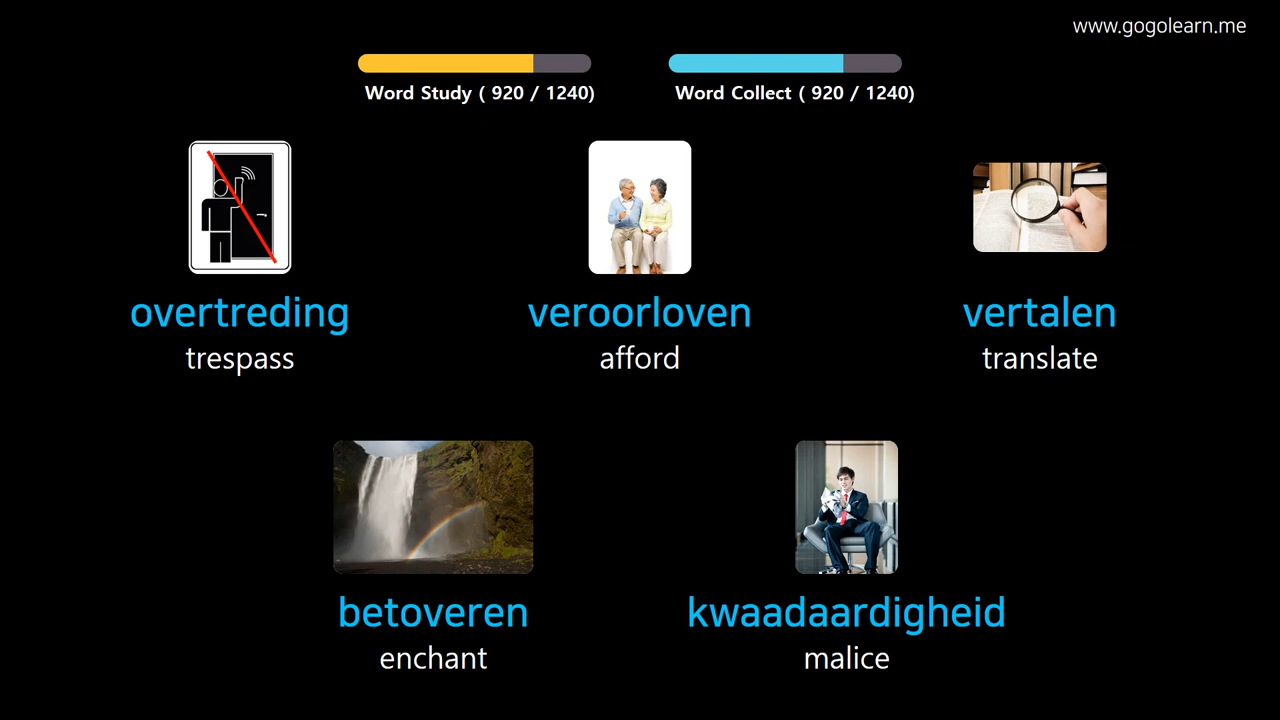 www.gogolearn.me
Word Study ( 920 / 1240)
Word Collect ( 920 / 1240)
overtreding
trespass
veroorloven
afford
vertalen
translate
betoveren
enchant
kwaadaardigheid
malice